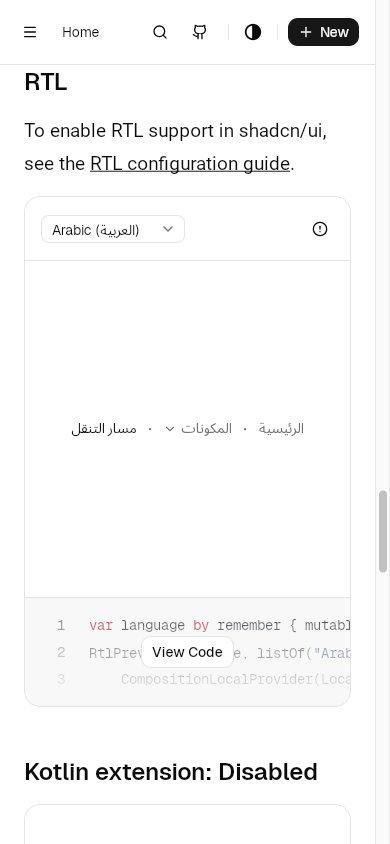 Home
New
RTL
To enable RTL support in shadcn/ui,
see the RTL configuration guide.
Arabic (العربية)
الرئيسية • المكونات • مسار التنقل
1 var language by remember { mutabl
2 RtlPrev e, listOf("Arab
View Code
3 CompositionLocalProvider(Loca
Kotlin extension: Disabled